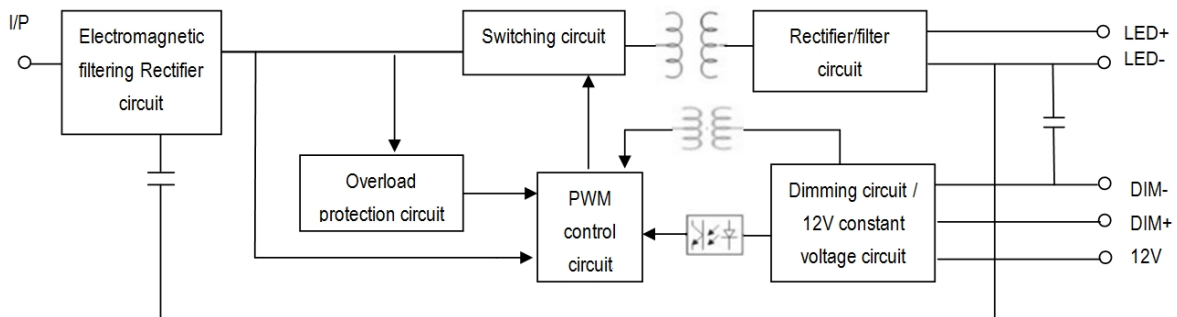 I/P
Electromagnetic
filtering Rectifier
circuit
Switching circuit
Rectifier/filter
circuit
LED+
LED-
Overload
protection circuit
PWM
control
circuit
Dimming circuit /
12V constant
voltage circuit
DIM-
DIM+
12V